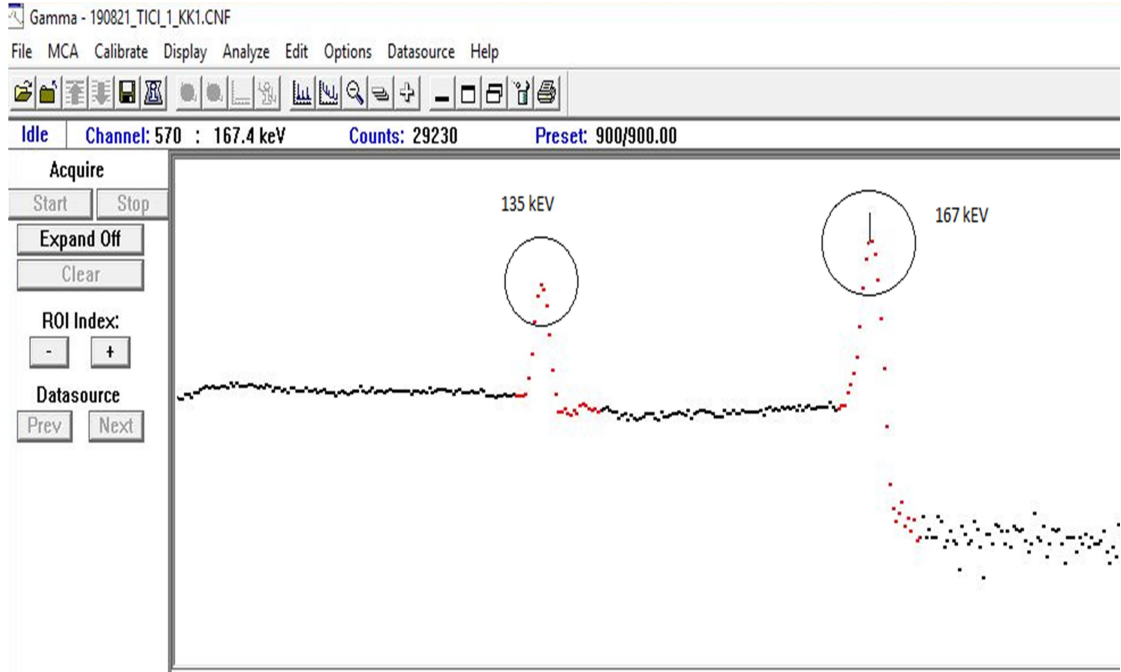 Gamma - 190821_TICI_1_KK1.CNF
File MCA Calibrate Display Analyze Edit Options Datasource Help
Idle Channel: 570 : 167.4 keV Counts: 29230 Preset: 900/900.00
Acquire
Start Stop
Expand Off
Clear
ROI Index:
- +
Datasource
Prev Next
135 kEV
167 kEV